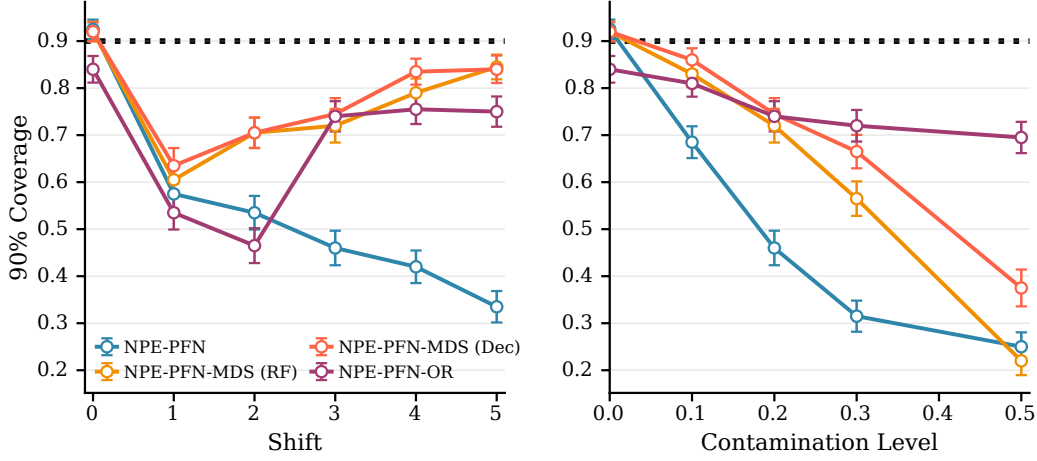 90% Coverage
0.9
0.8
0.7
0.6
0.5
0.4
0.3
0.2
NPE-PFN
NPE-PFN-MDS (RF)
NPE-PFN-MDS (Dec)
NPE-PFN-OR
0 1 2 3 4 5
Shift
0.9
0.8
0.7
0.6
0.5
0.4
0.3
0.2
0.0 0.1 0.2 0.3 0.4 0.5
Contamination Level